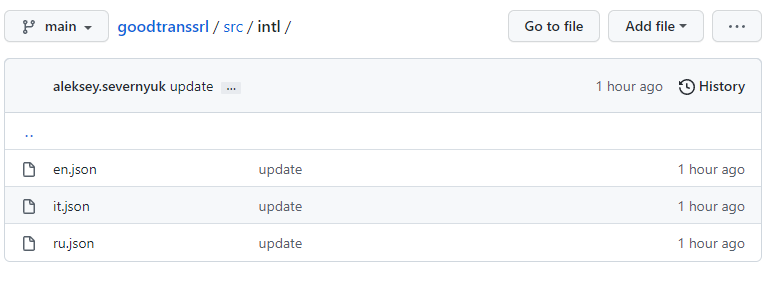 main goodtranssrl / src / intl / Go to file Add file ...
aleksey.severnyuk update ... 1 hour ago History
..
en.json update 1 hour ago
it.json update 1 hour ago
ru.json update 1 hour ago